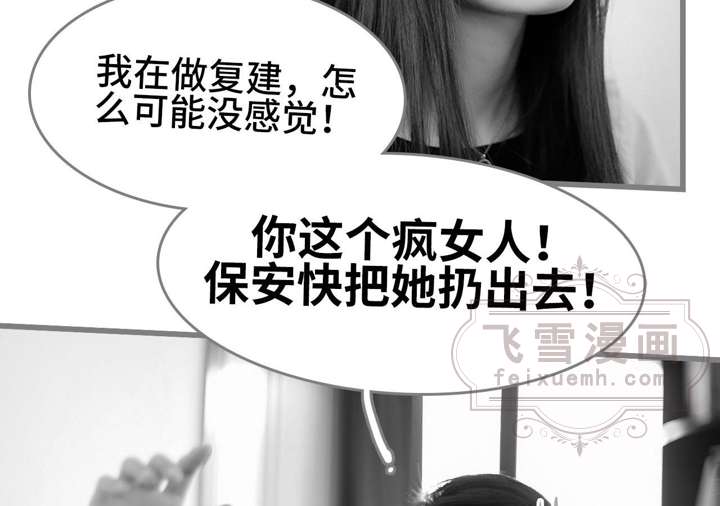 我在做复建，怎
么可能没感觉！
你这个疯女人！
保安快把她扔出去！
飞雪漫画
feixuemh.com